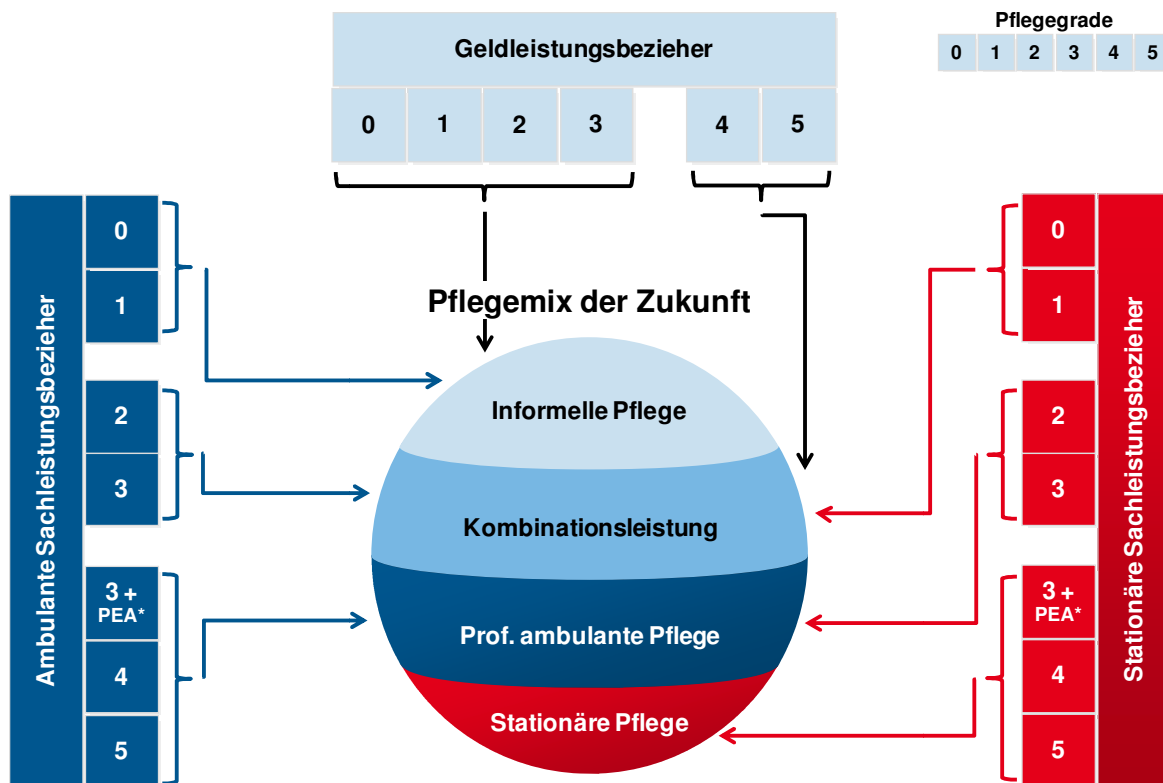 Geldleistungsbezieher
0 1 2 3 4 5
Pflegegrade
0 1 2 3 4 5
Ambulante Sachleistungsbezieher
0
1
2
3
3 +
PEA*
4
5
Pflegemix der Zukunft
Informelle Pflege
Kombinationsleistung
Prof. ambulante Pflege
Stationäre Pflege
0
1
2
3
3 +
PEA*
4
5
Stationäre Sachleistungsbezieher